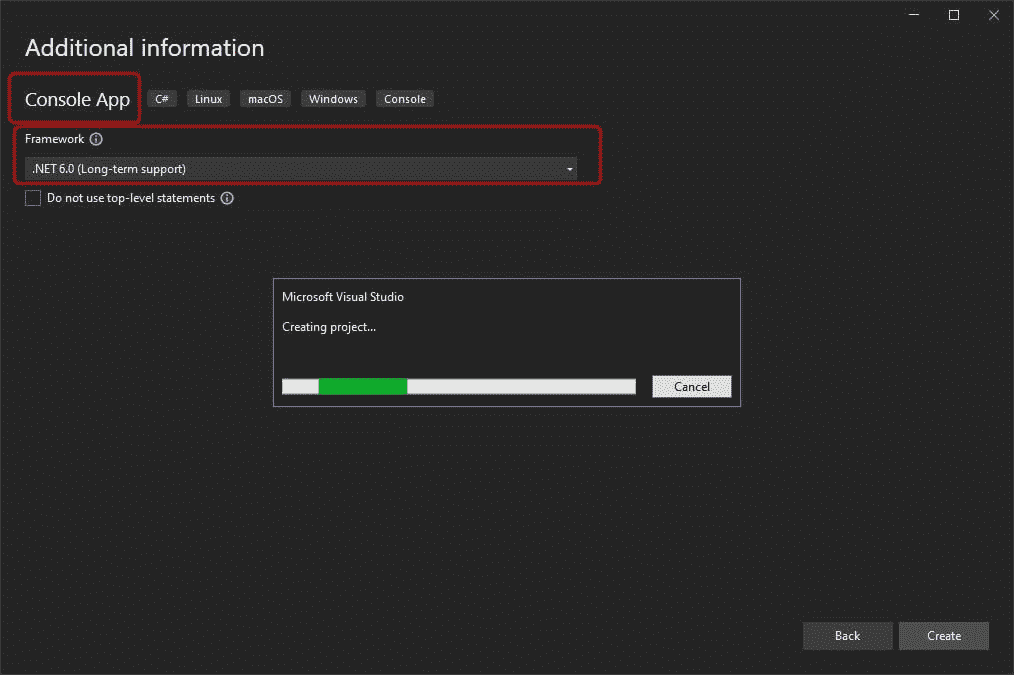 Additional information
Console App C# Linux macOS Windows Console
Framework
.NET 6.0 (Long-term support)
Do not use top-level statements
Microsoft Visual Studio
Creating project...
Cancel
Back Create